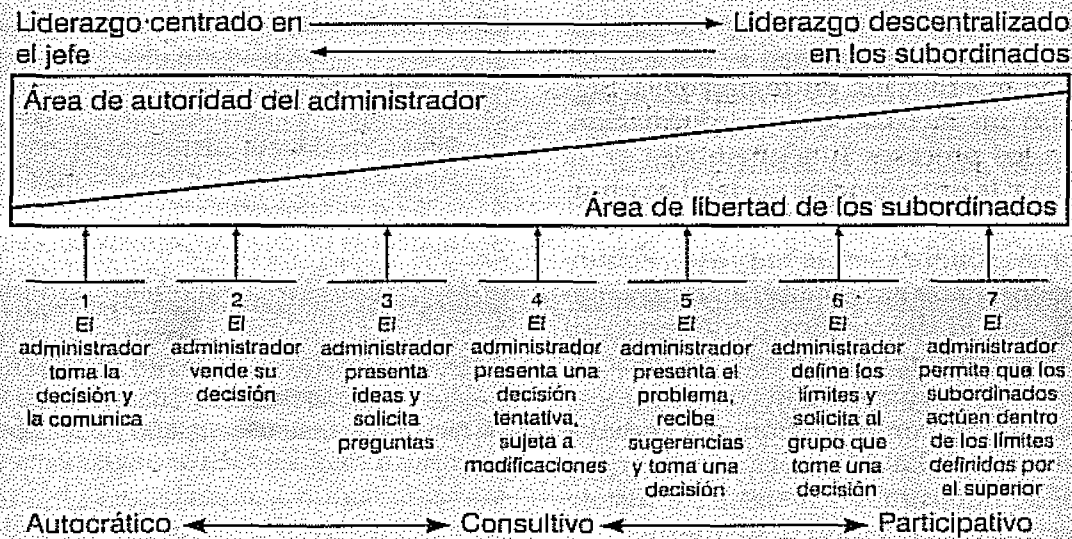 Liderazgo centrado en
el jefe
Liderazgo descentralizado
en los subordinados
Área de autoridad del administrador
Área de libertad de los subordinados
1
El
administrador
toma la
decisión y
la comunica
2
El
administrador
vende su
decisión
3
El
administrador
presenta
ideas y
solicita
preguntas
4
El
administrador
presenta una
decisión
tentativa,
sujeta a
modificaciones
5
El
administrador
presenta el
problema,
recibe
sugerencias
y toma una
decisión
6
El
administrador
define los
límites y
solicita al
grupo que
tome una
decisión
7
El
administrador
permite que los
subordinados
actúen dentro
de los límites
definidos por
el superior
Autocrático
Consultivo
Participativo